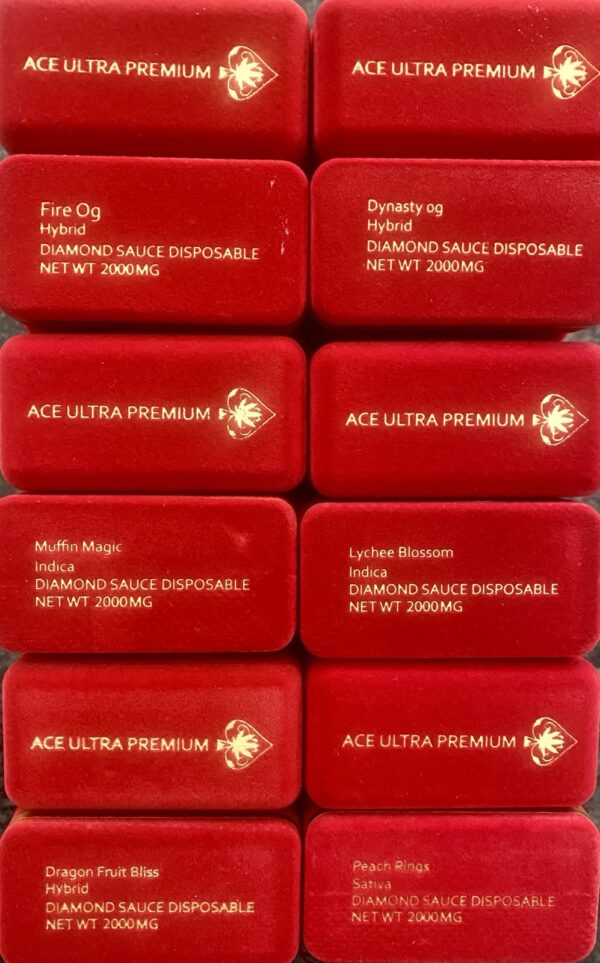 ACE ULTRA PREMIUM
ACE ULTRA PREMIUM
Fire Og
Hybrid
DIAMOND SAUCE DISPOSABLE
NET WT 2000MG
Dynasty og
Hybrid
DIAMOND SAUCE DISPOSABLE
NET WT 2000MG
ACE ULTRA PREMIUM
ACE ULTRA PREMIUM
Muffin Magic
Indica
DIAMOND SAUCE DISPOSABLE
NET WT 2000MG
Lychee Blossom
Indica
DIAMOND SAUCE DISPOSABLE
NET WT 2000MG
ACE ULTRA PREMIUM
ACE ULTRA PREMIUM
Dragon Fruit Bliss
Hybrid
DIAMOND SAUCE DISPOSABLE
NET WT 2000MG
Peach Rings
Sativa
DIAMOND SAUCE DISPOSABLE
NET WT 2000MG